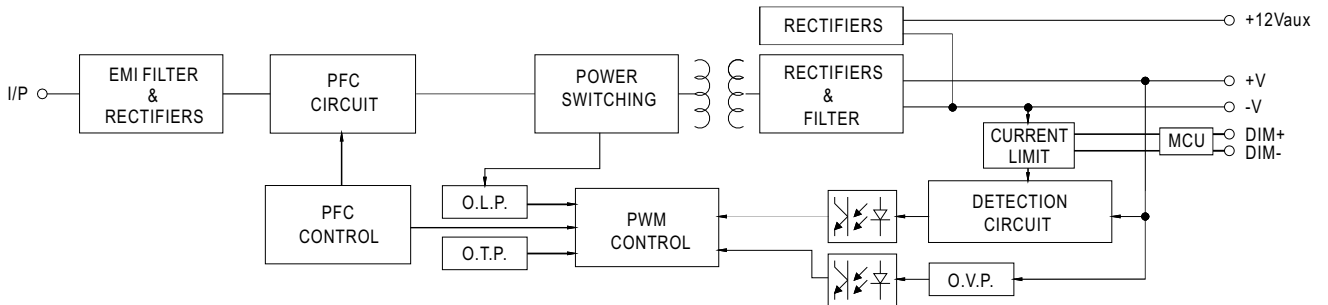 RECTIFIERS
+12Vaux
I/P
EMI FILTER
&
RECTIFIERS
PFC
CIRCUIT
POWER
SWITCHING
RECTIFIERS
&
FILTER
+V
-V
CURRENT
LIMIT
MCU
DIM+
DIM-
PFC
CONTROL
O.L.P.
O.T.P.
PWM
CONTROL
DETECTION
CIRCUIT
O.V.P.